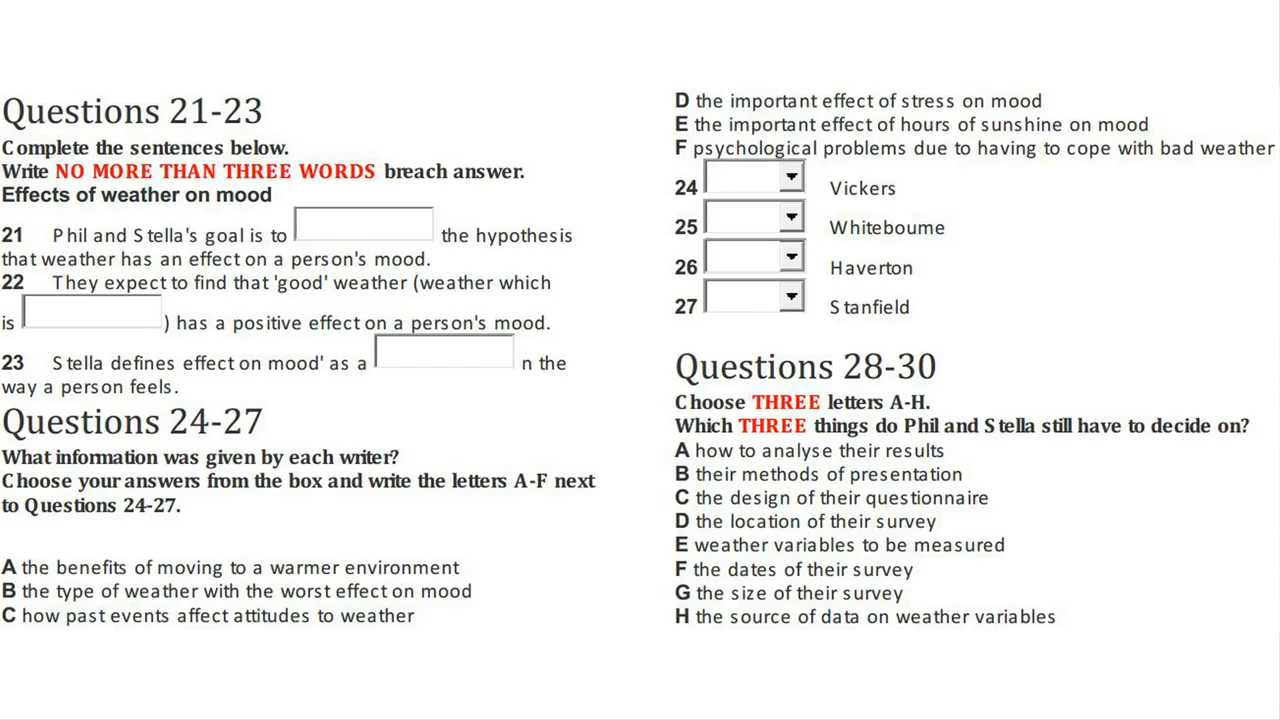 Questions 21-23
Complete the sentences below.
Write NO MORE THAN THREE WORDS breach answer.
Effects of weather on mood
21 Phil and Stella's goal is to the hypothesis
that weather has an effect on a person's mood.
22 They expect to find that 'good' weather (weather which
is ) has a positive effect on a person's mood.
23 Stella defines effect on mood' as a n the
way a person feels.
Questions 24-27
What information was given by each writer?
Choose your answers from the box and write the letters A-F next
to Questions 24-27.
A the benefits of moving to a warmer environment
B the type of weather with the worst effect on mood
C how past events affect attitudes to weather
D the important effect of stress on mood
E the important effect of hours of sunshine on mood
F psychological problems due to having to cope with bad weather
24 Vickers
25 Whiteboume
26 Haverton
27 Stanfield
Questions 28-30
Choose THREE letters A-H.
Which THREE things do Phil and Stella still have to decide on?
A how to analyse their results
B their methods of presentation
C the design of their questionnaire
D the location of their survey
E weather variables to be measured
F the dates of their survey
G the size of their survey
H the source of data on weather variables